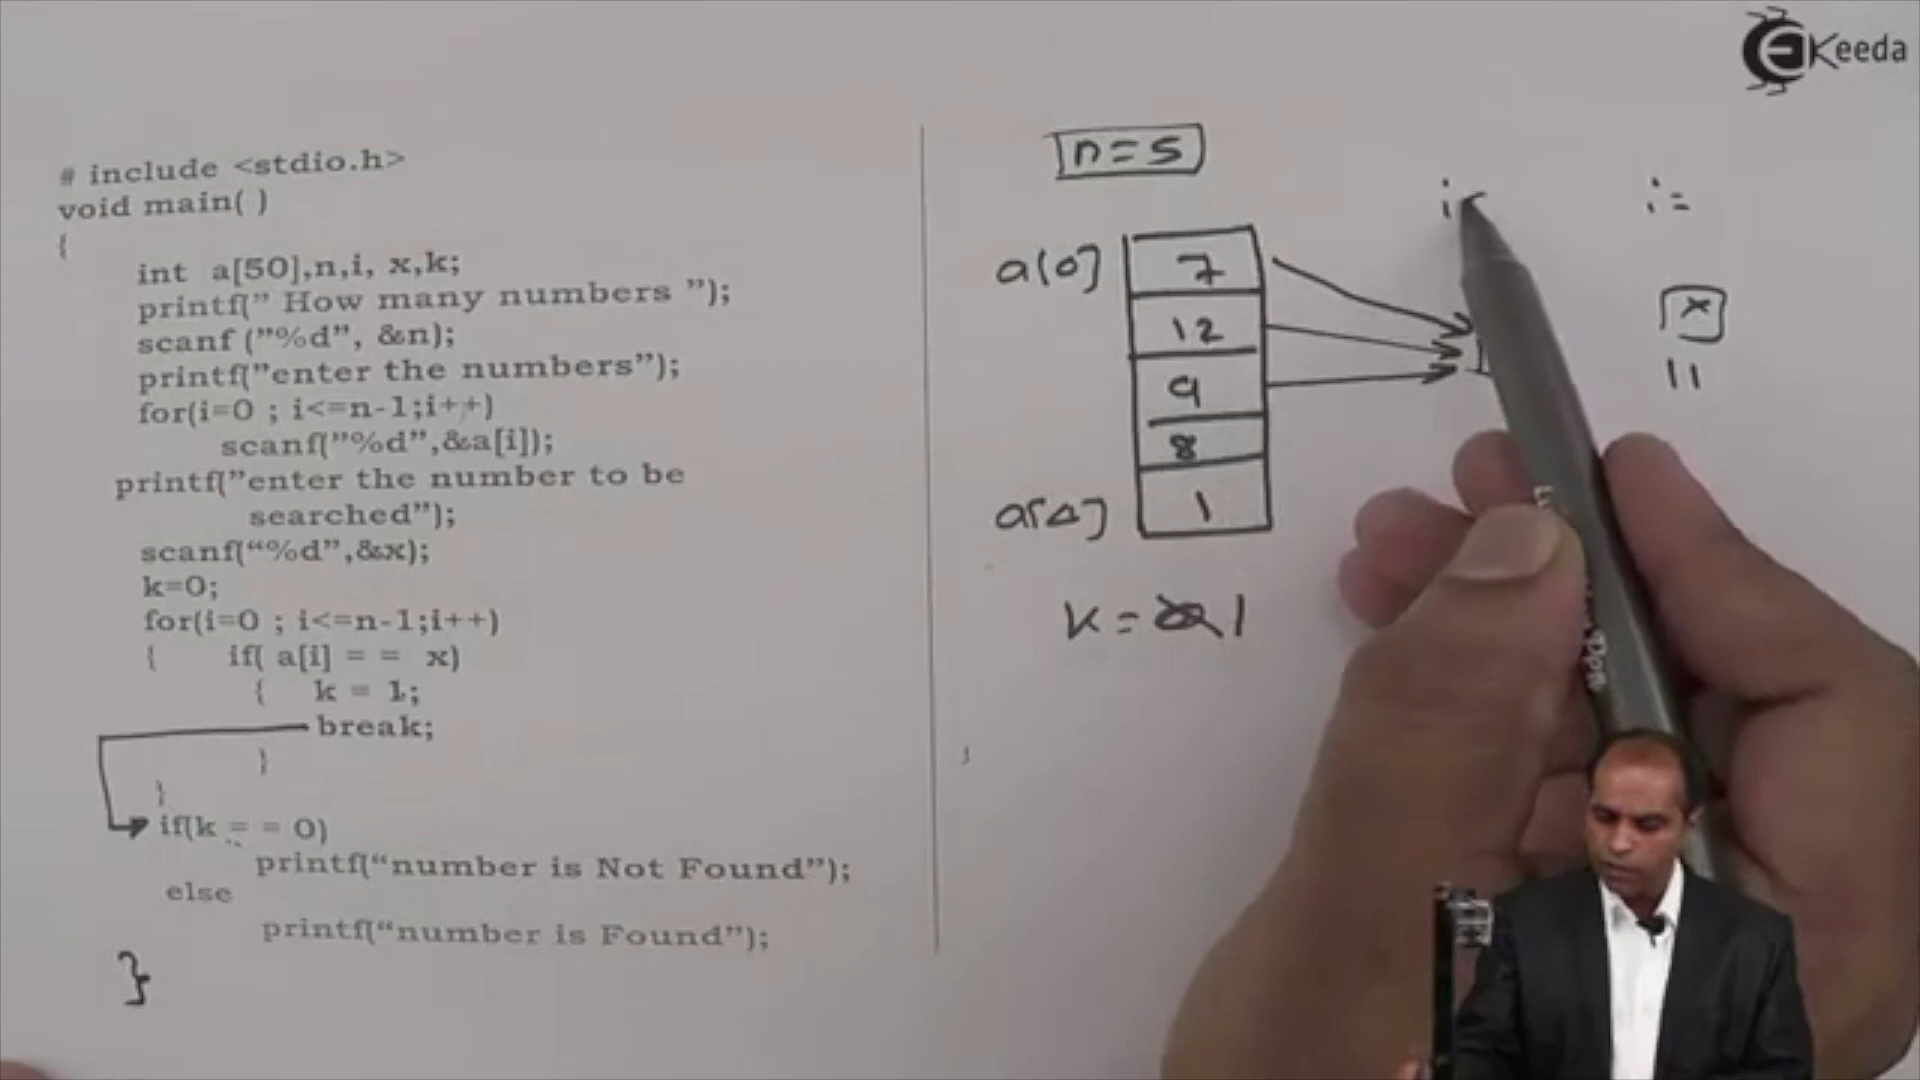 Keeda
# include <stdio.h>
void main( )
{
int a[50],n,i, x,k;
printf(" How many numbers ");
scanf ("%d", &n);
printf("enter the numbers");
for(i=0 ; i<=n-1;i++)
scanf("%d",&a[i]);
printf("enter the number to be
searched");
scanf("%d",&x);
k=0;
for(i=0 ; i<=n-1;i++)
{ if( a[i] = = x)
{ k = 1;
break;
}
}
if(k = = 0)
printf("number is Not Found");
else
printf("number is Found");
}
n=5
i=
a[0]
7
12
9
8
a[4]
1
x
11
k = 1
}